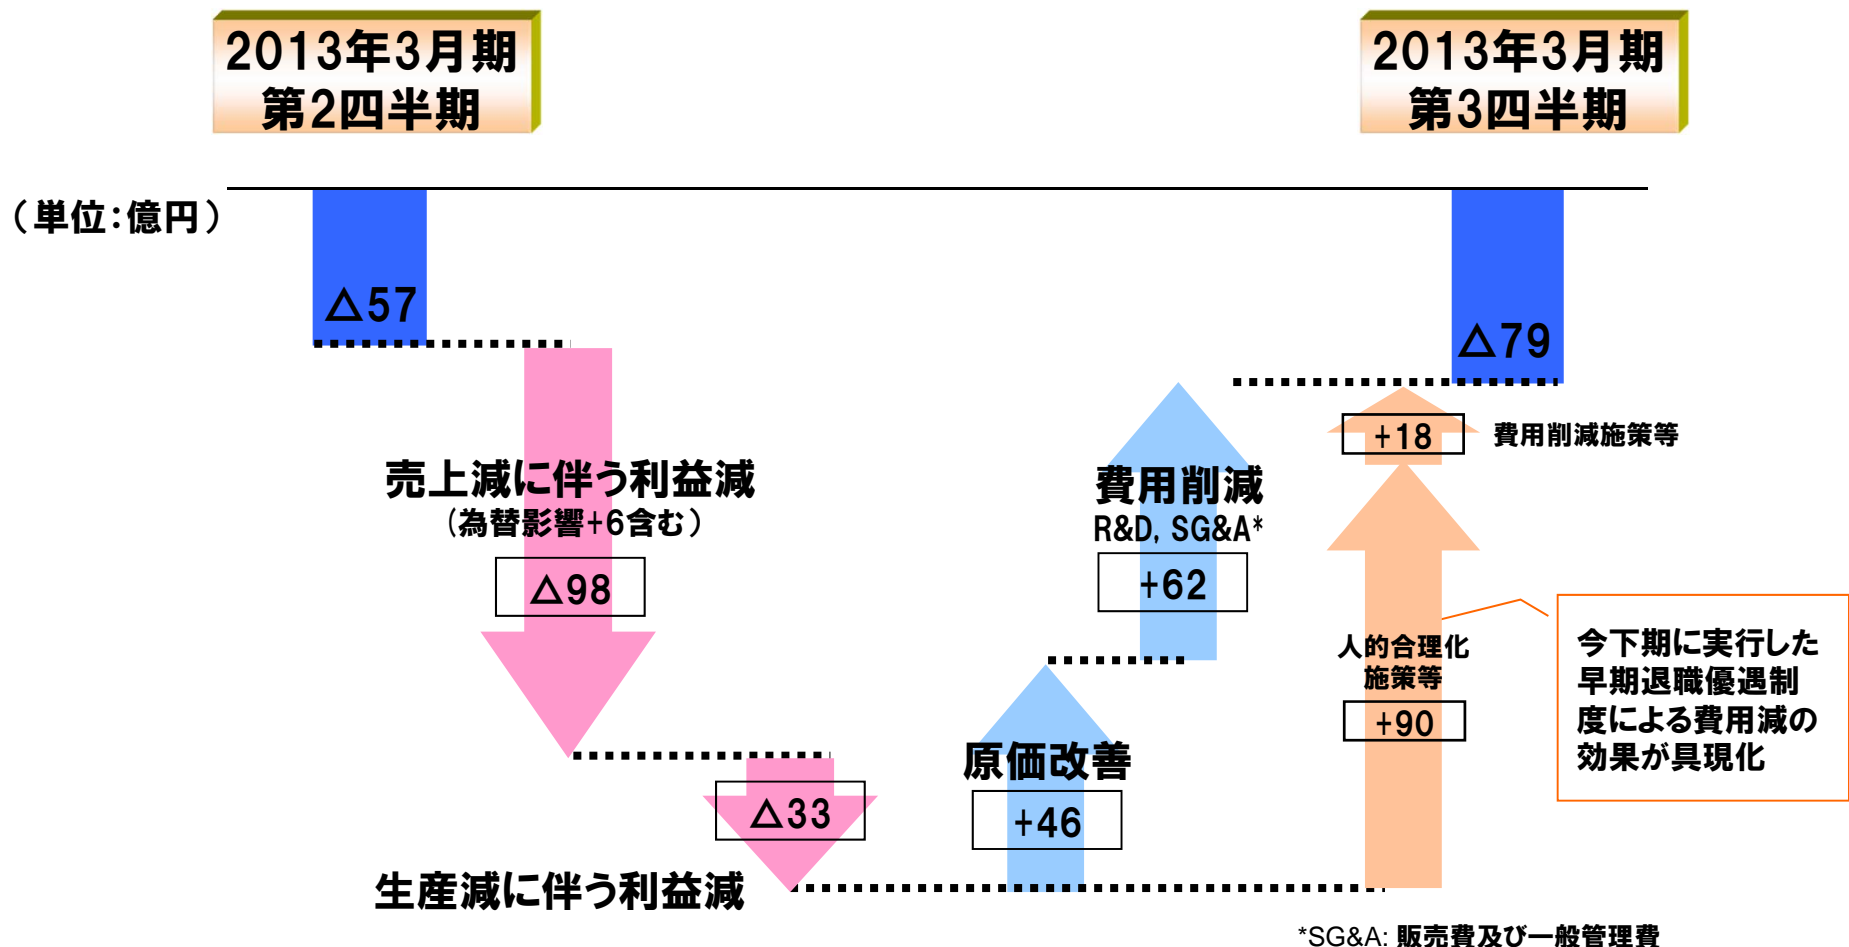 2013年3月期
第2四半期
2013年3月期
第3四半期
（単位：億円）
△57
△79
売上減に伴う利益減
(為替影響+6含む)
△98
△33
生産減に伴う利益減
原価改善
+46
費用削減
R&D, SG&A*
+62
+18
費用削減施策等
人的合理化
施策等
+90
今下期に実行した
早期退職優遇制
度による費用減の
効果が具現化
*SG&A: 販売費及び一般管理費